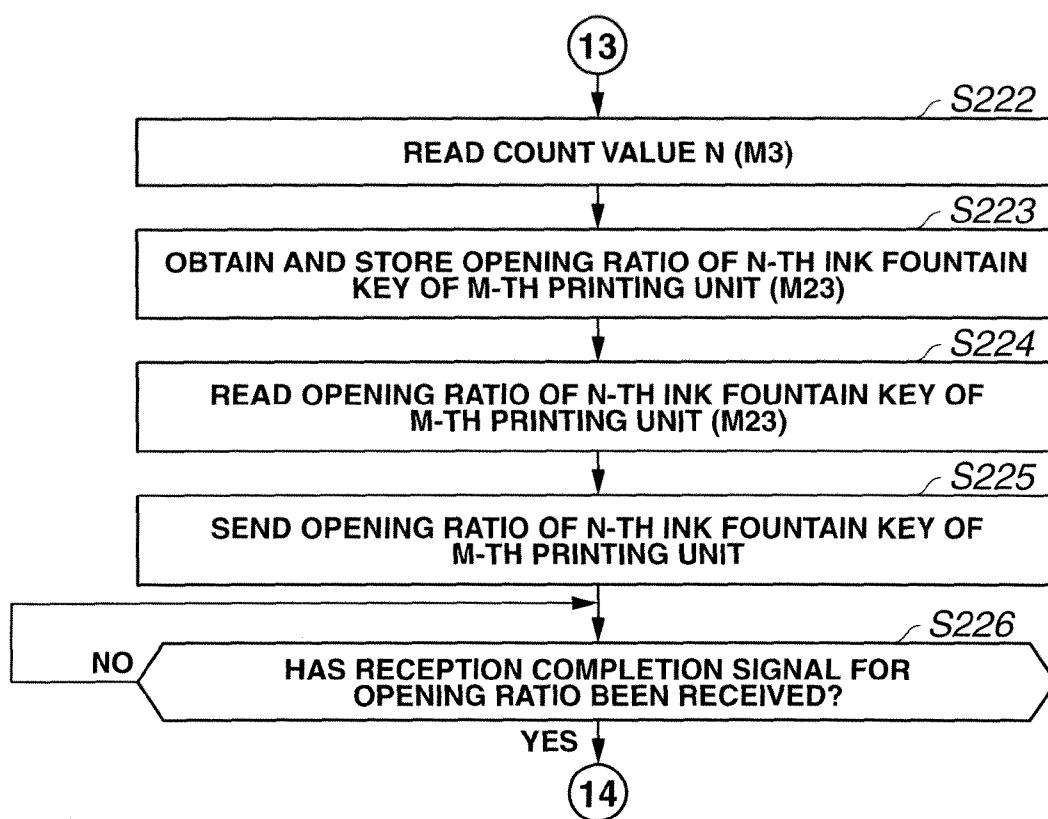 13
S222
READ COUNT VALUE N (M3)
S223
OBTAIN AND STORE OPENING RATIO OF N-TH INK FOUNTAIN
KEY OF M-TH PRINTING UNIT (M23)
S224
READ OPENING RATIO OF N-TH INK FOUNTAIN KEY OF
M-TH PRINTING UNIT (M23)
S225
SEND OPENING RATIO OF N-TH INK FOUNTAIN KEY OF
M-TH PRINTING UNIT
S226
NO
HAS RECEPTION COMPLETION SIGNAL FOR
OPENING RATIO BEEN RECEIVED?
YES
14